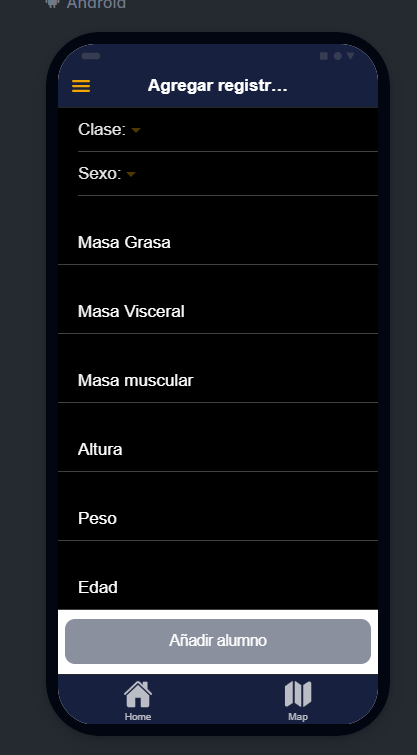 Android
Agregar registr...
Clase:
Sexo:
Masa Grasa
Masa Visceral
Masa muscular
Altura
Peso
Edad
Añadir alumno
Home
Map